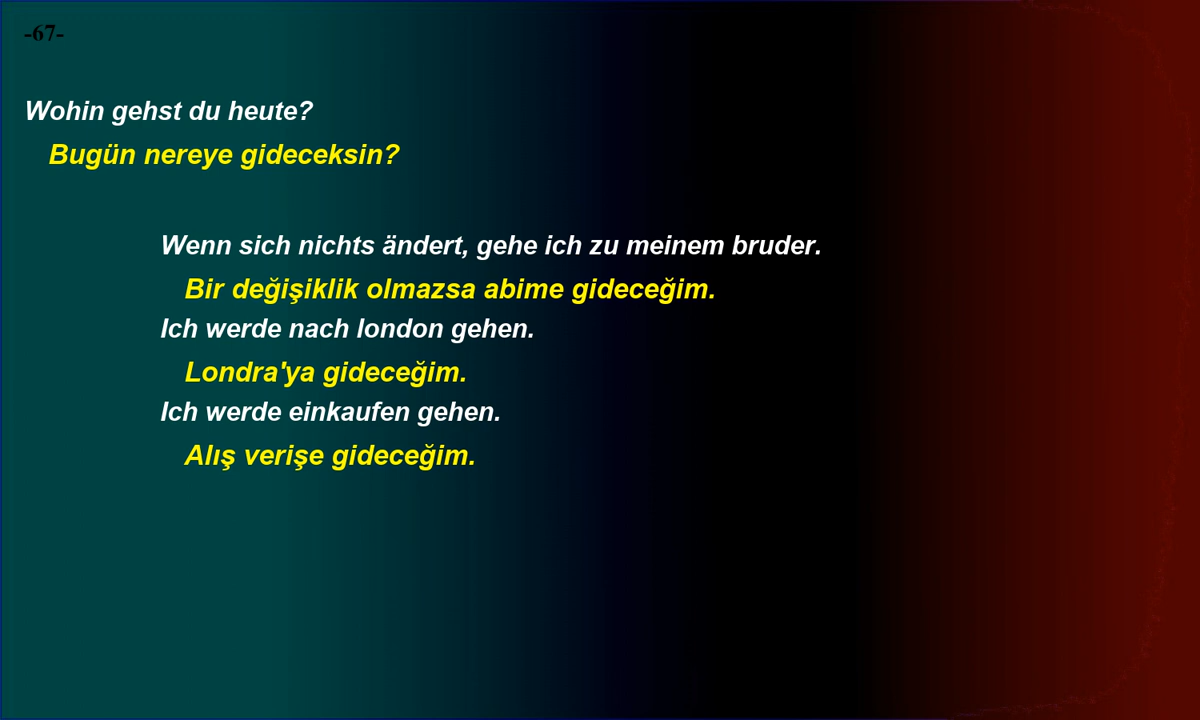 -67-
Wohin gehst du heute?
Bugün nereye gideceksin?
Wenn sich nichts ändert, gehe ich zu meinem bruder.
Bir değişiklik olmazsa abime gideceğim.
Ich werde nach london gehen.
Londra'ya gideceğim.
Ich werde einkaufen gehen.
Alış verişe gideceğim.